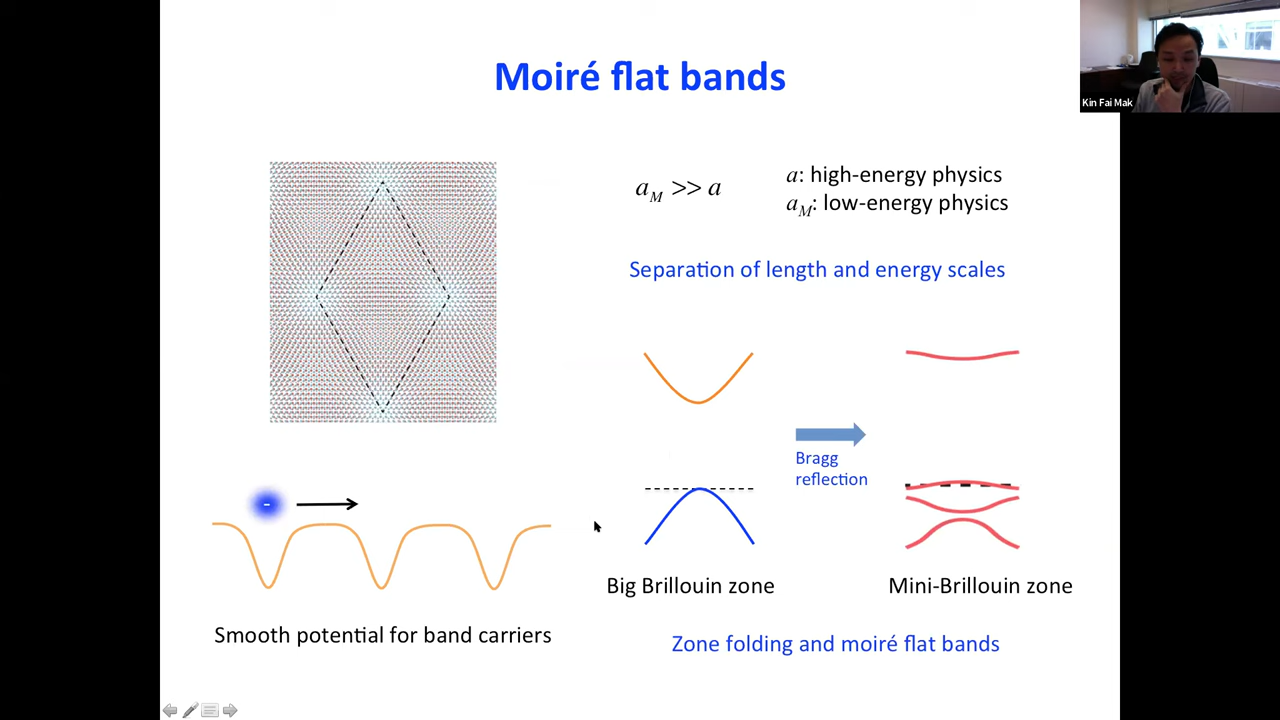 Moiré flat bands
Kin Fai Mak
a_M >> a
a: high-energy physics
a_M: low-energy physics
Separation of length and energy scales
-
Bragg
reflection
Big Brillouin zone
Mini-Brillouin zone
Smooth potential for band carriers
Zone folding and moiré flat bands